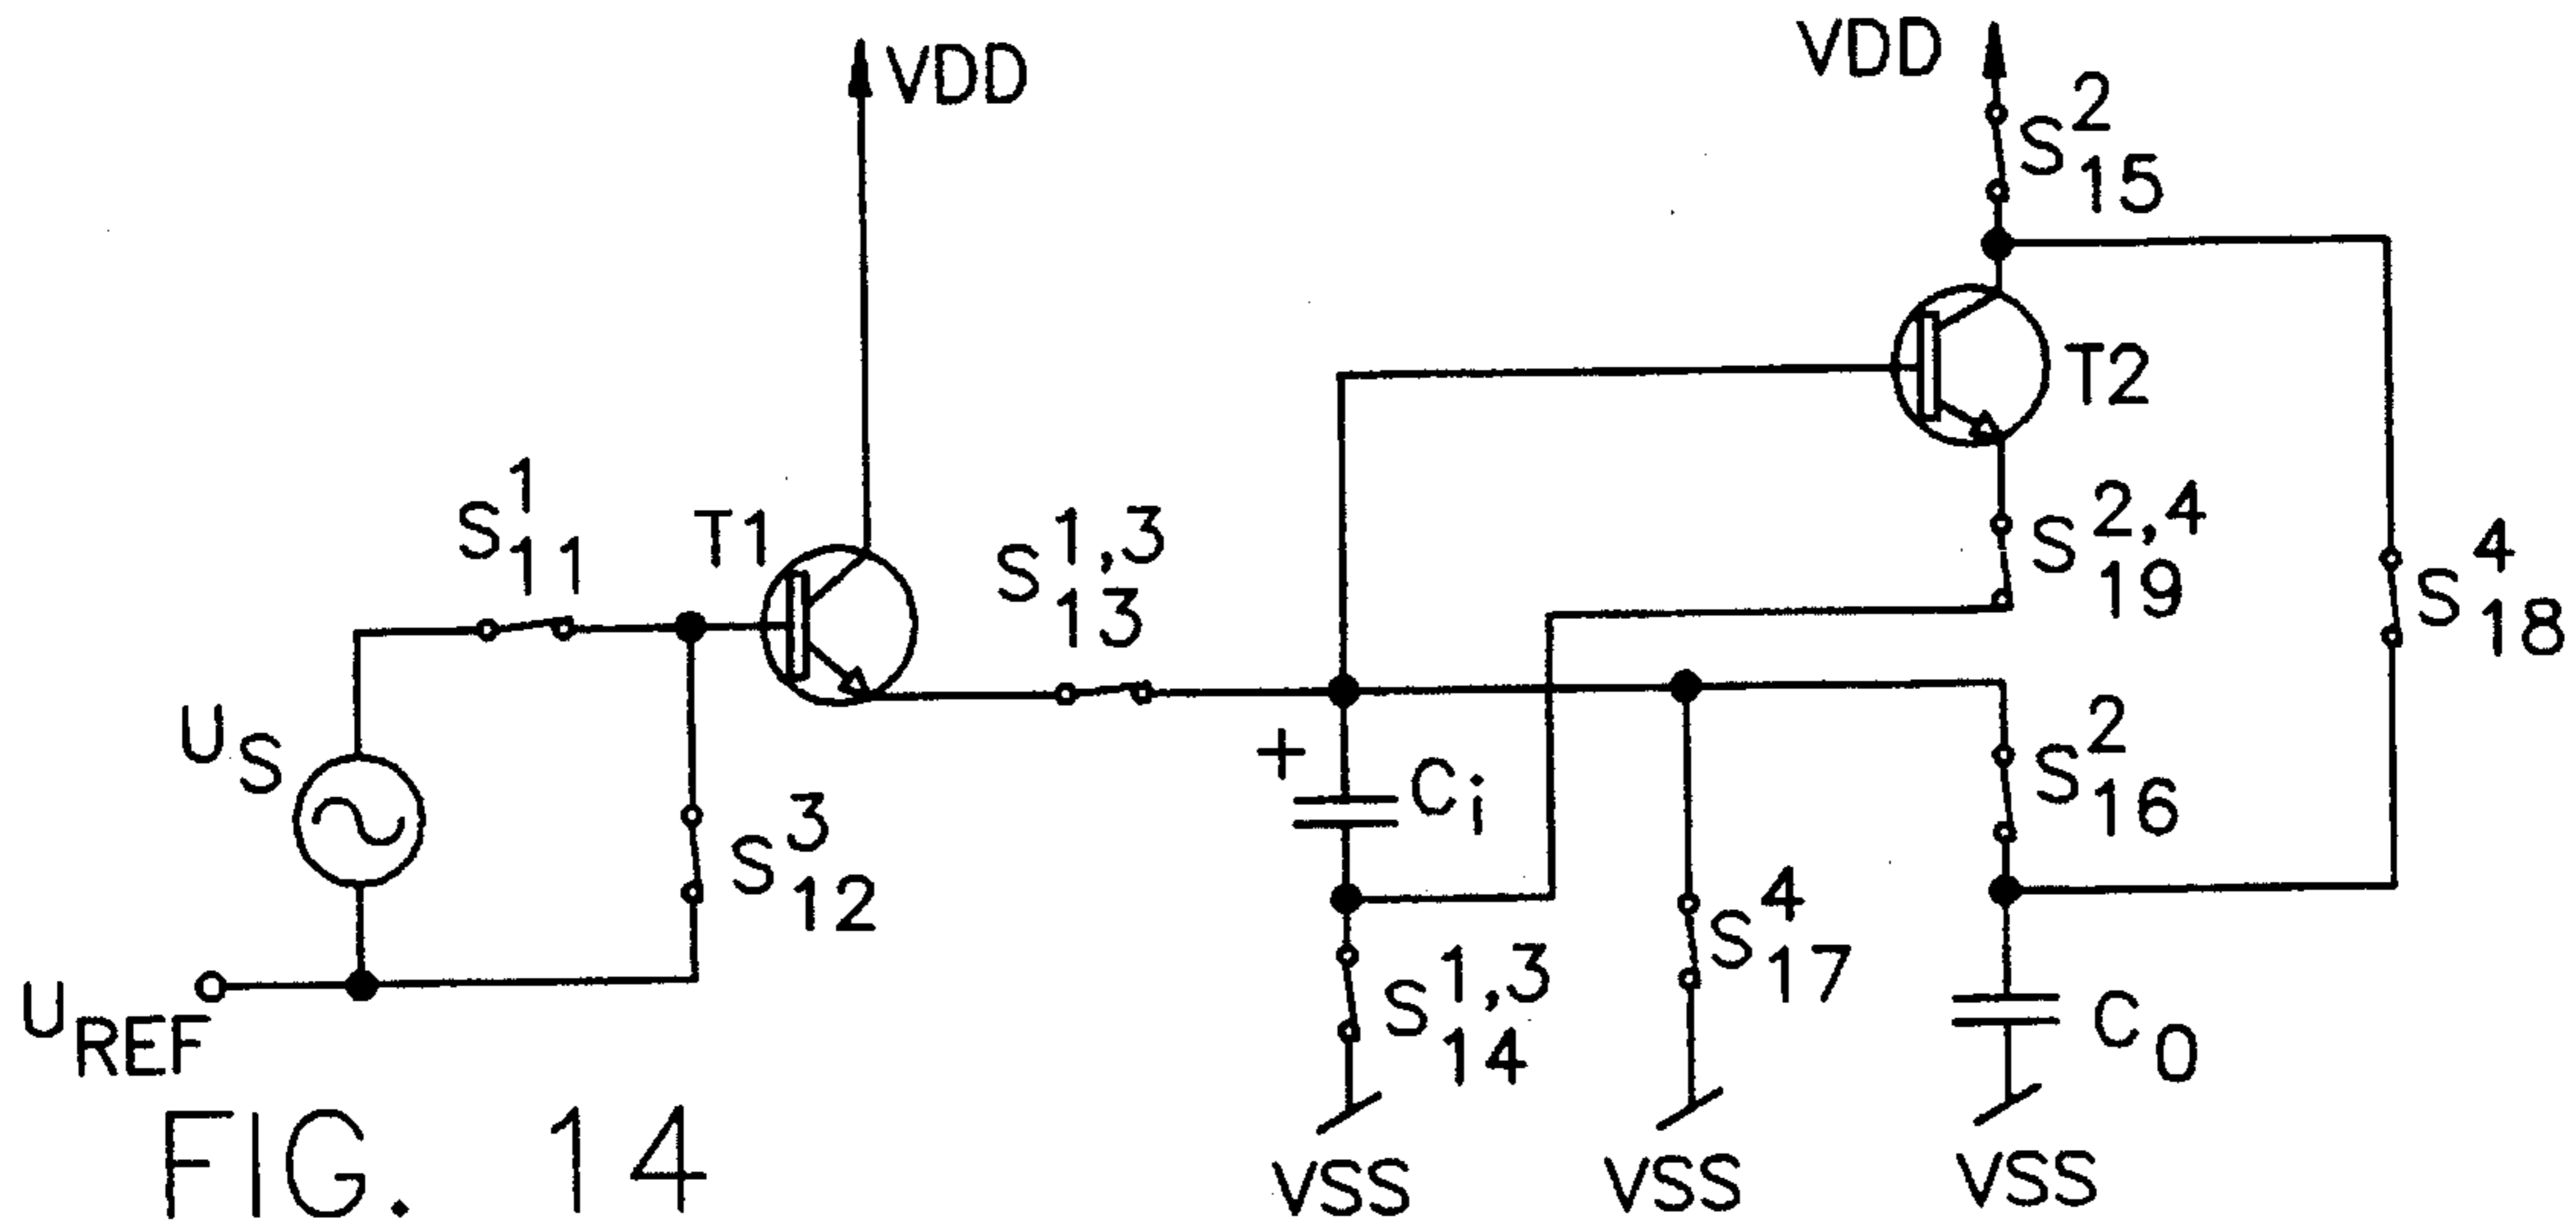 VDD
VDD
S 2 15
T2
S 1 11
T1
S 1,3 13
S 2,4 19
S 4 18
U S
+
C i
S 2 16
S 3 12
S 4 17
S 1,3 14
U REF
C 0
FIG. 14
VSS
VSS
VSS